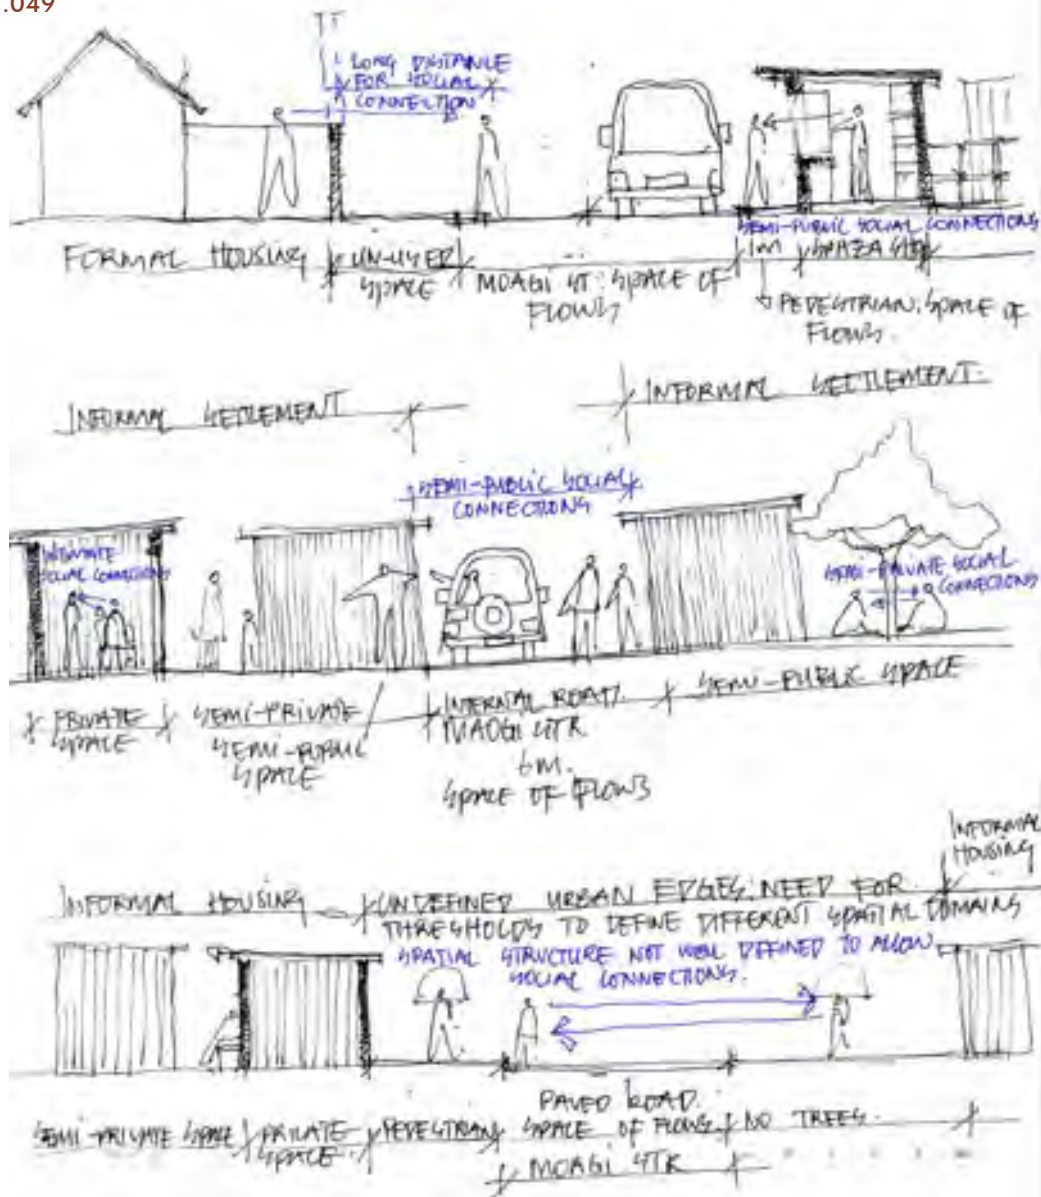 .049
LONG DISTANCE
FOR SOCIAL
CONNECTION
SEMI-PUBLIC SOCIAL CONNECTIONS
FORMAL HOUSING UN-USED 1M SPAZA
SPACE MOAGI ST: SPACE OF
FLOWS
PEDESTRIAN: SPACE OF
FLOWS.
INFORMAL SETTLEMENT INFORMAL SETTLEMENT.
SEMI-PUBLIC SOCIAL
CONNECTIONS
INTIMATE
SOCIAL CONNECTIONS
SEMI-PRIVATE SOCIAL
CONNECTIONS
PRIVATE
SPACE
SEMI-PRIVATE/
SEMI-PUBLIC
SPACE
INTERNAL ROAD.
MAOGI STR
6M.
SPACE OF FLOWS
SEMI-PUBLIC SPACE
INFORMAL
HOUSING
INFORMAL HOUSING UNDEFINED URBAN EDGES: NEED FOR
THRESHOLDS TO DEFINE DIFFERENT SPATIAL DOMAINS
SPATIAL STRUCTURE NOT WELL DEFINED TO ALLOW
SOCIAL CONNECTIONS.
SEMI-PRIVATE SPACE PRIVATE
SPACE
PEDESTRIAN
PAVED ROAD.
SPACE OF FLOWS NO TREES.
MOAGI STR